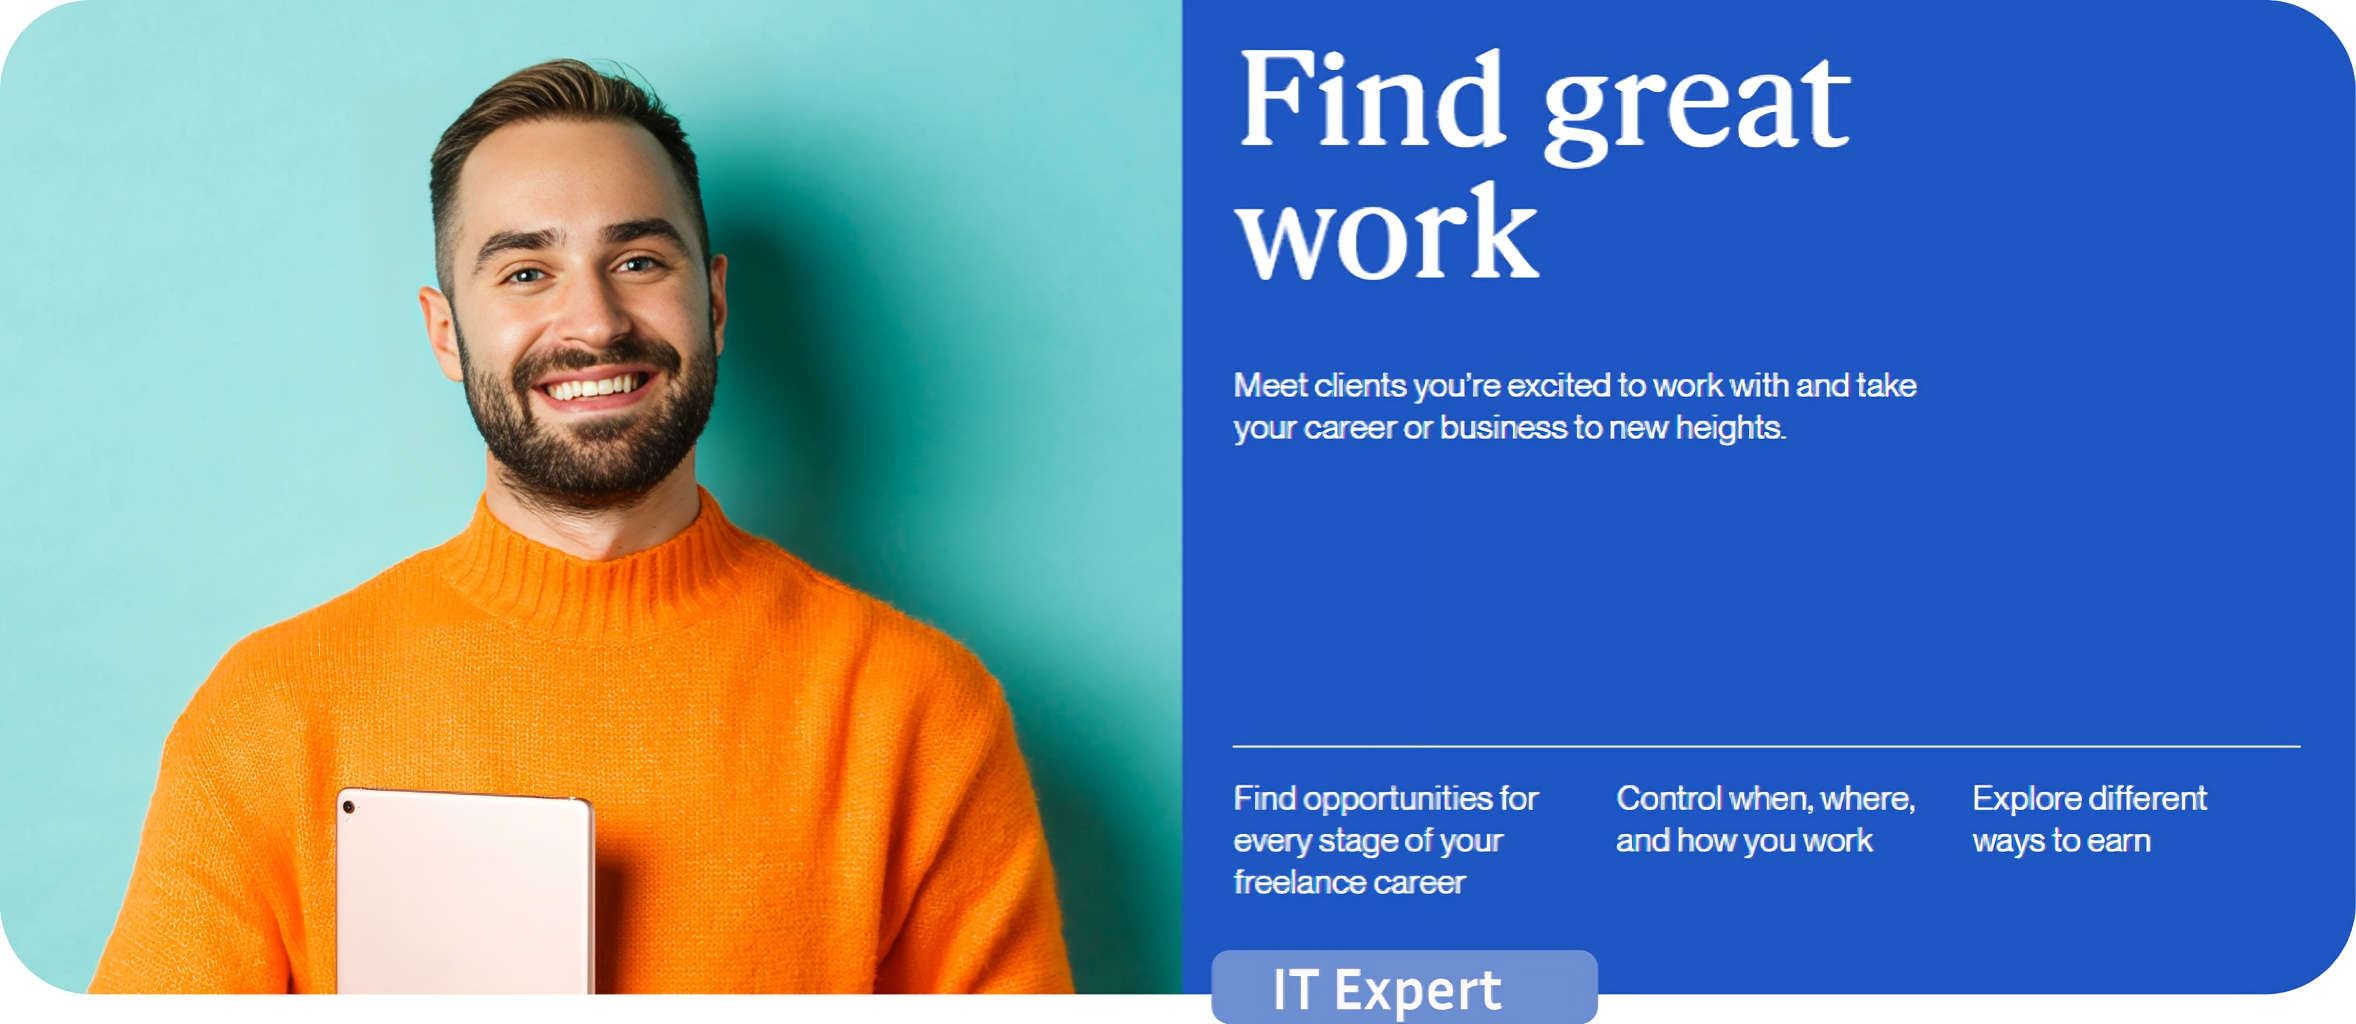 Find great
work
Meet clients you're excited to work with and take
your career or business to new heights.
Find opportunities for
every stage of your
freelance career
Control when, where,
and how you work
Explore different
ways to earn
IT Expert